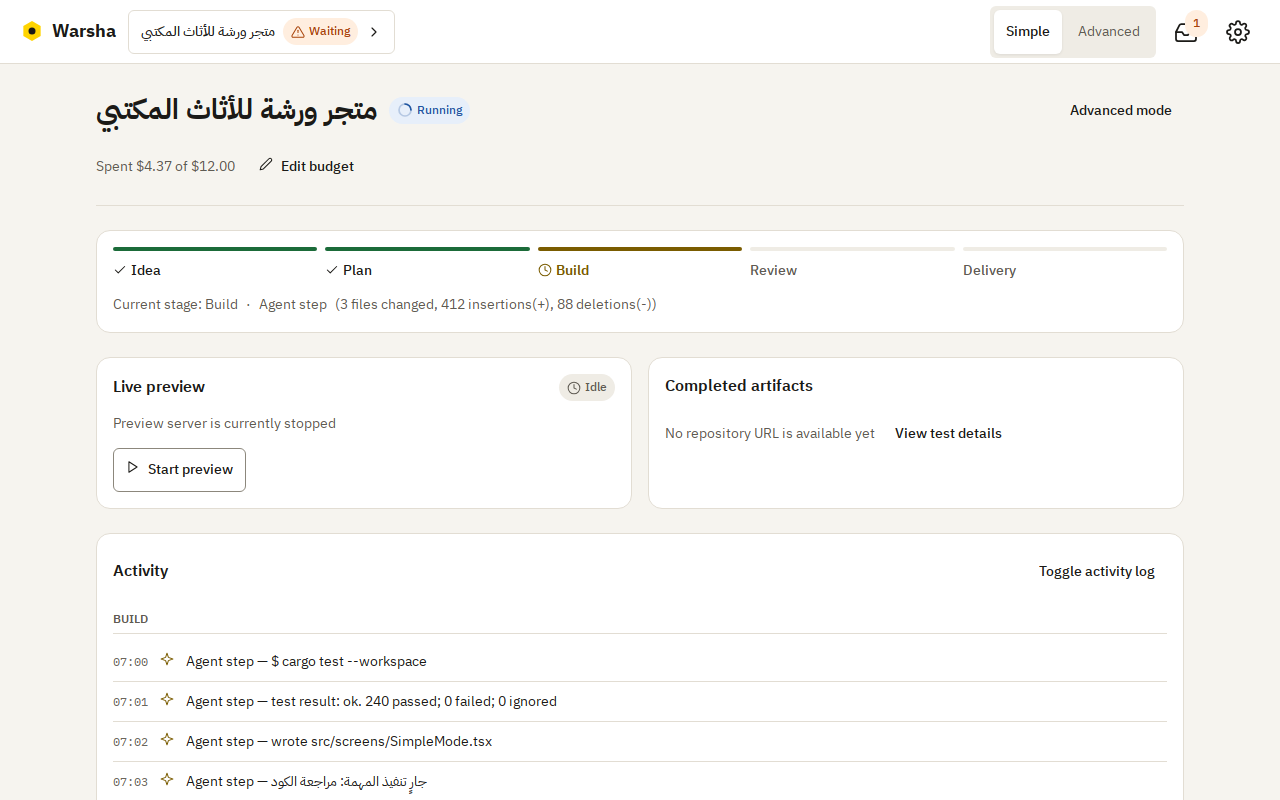 Warsha
متجر ورشة للأثاث المكتبي
Waiting
Simple
Advanced
1
متجر ورشة للأثاث المكتبي
Running
Advanced mode
Spent $4.37 of $12.00
Edit budget
Idea
Plan
Build
Review
Delivery
Current stage: Build · Agent step (3 files changed, 412 insertions(+), 88 deletions(-))
Live preview
Idle
Preview server is currently stopped
Start preview
Completed artifacts
No repository URL is available yet
View test details
Activity
Toggle activity log
BUILD
07:00 Agent step — $ cargo test --workspace
07:01 Agent step — test result: ok. 240 passed; 0 failed; 0 ignored
07:02 Agent step — wrote src/screens/SimpleMode.tsx
07:03 Agent step — جارٍ تنفيذ المهمة: مراجعة الكود